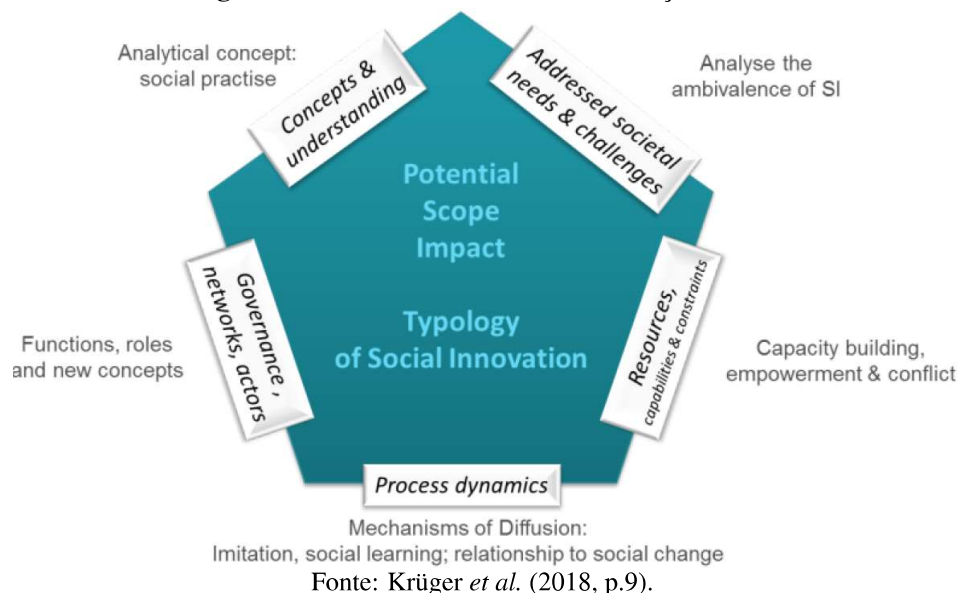 Analytical concept:
social practise
Concepts &
understanding
Addressed societal
needs & challenges
Analyse the
ambivalence of SI
Potential
Scope
Impact
Typology
of Social Innovation
Governance ,
networks, actors
Functions, roles
and new concepts
Resources,
capabilities & constraints
Capacity building,
empowerment & conflict
Process dynamics
Mechanisms of Diffusion:
Imitation, social learning; relationship to social change
Fonte: Krüger et al. (2018, p.9).